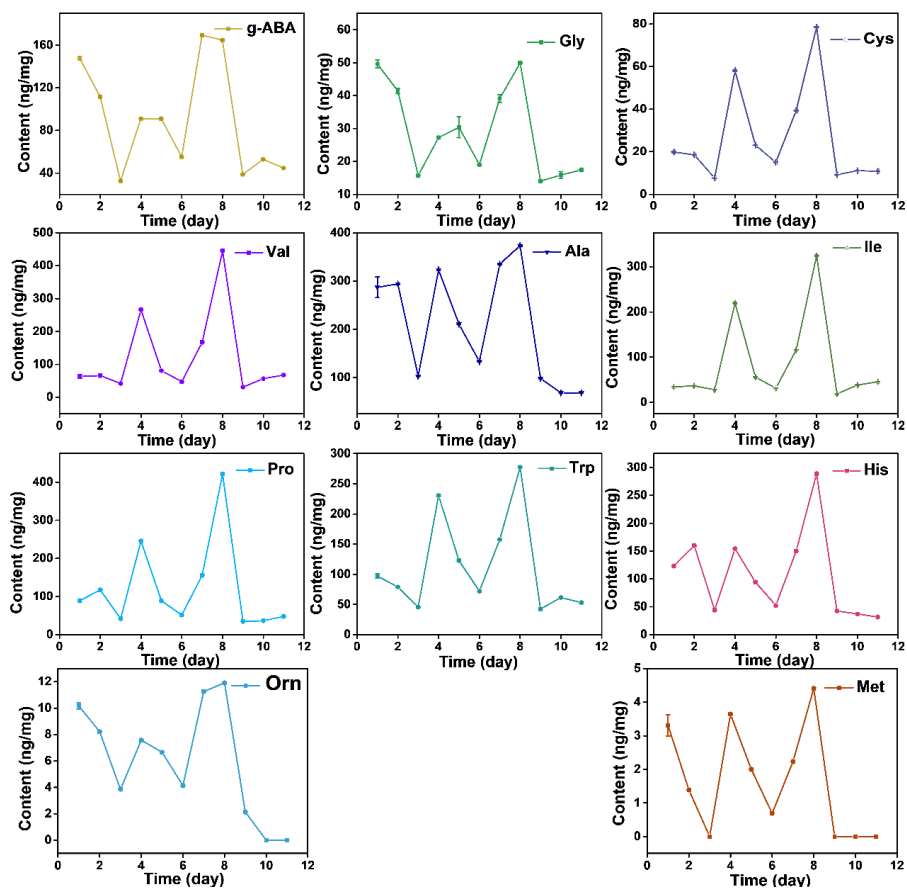 g-ABA
Content (ng/mg)
160
120
80
40
0 2 4 6 8 10 12
Time (day)
Gly
Content (ng/mg)
60
50
40
30
20
10
0 2 4 6 8 10 12
Time (day)
Cys
Content (ng/mg)
80
60
40
20
0
0 2 4 6 8 10 12
Time (day)
Val
Content (ng/mg)
500
400
300
200
100
0
0 2 4 6 8 10 12
Time (day)
Ala
Content (ng/mg)
400
300
200
100
0 2 4 6 8 10 12
Time (day)
Ile
Content (ng/mg)
300
200
100
0
0 2 4 6 8 10 12
Time (day)
Pro
Content (ng/mg)
400
300
200
100
0
0 2 4 6 8 10 12
Time (day)
Trp
Content (ng/mg)
300
250
200
150
100
50
0
0 2 4 6 8 10 12
Time (day)
His
Content (ng/mg)
300
250
200
150
100
50
0
0 2 4 6 8 10 12
Time (day)
Orn
Content (ng/mg)
12
10
8
6
4
2
0
0 2 4 6 8 10 12
Time (day)
Met
Content (ng/mg)
5
4
3
2
1
0
0 2 4 6 8 10 12
Time (day)